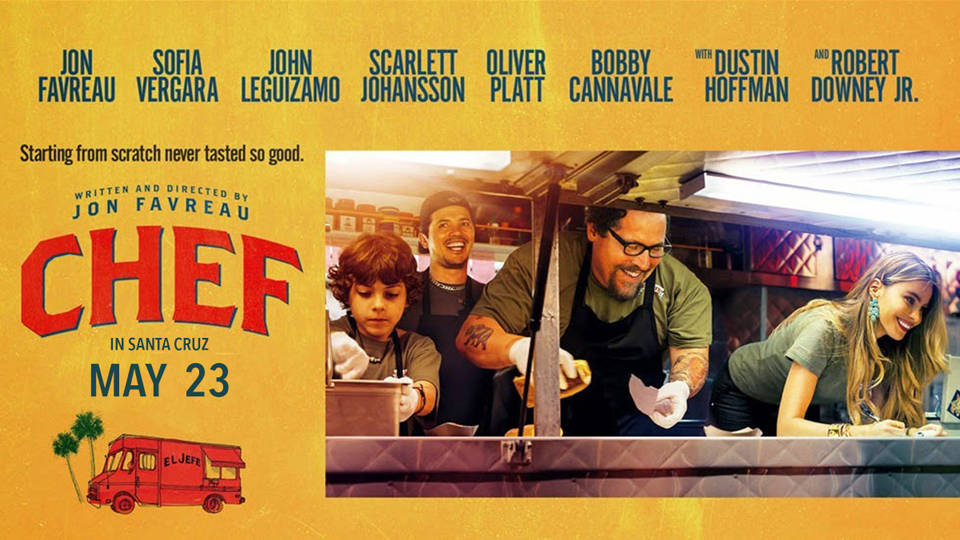 JON SOFIA JOHN SCARLETT OLIVER BOBBY WITH DUSTIN AND ROBERT
FAVREAU VERGARA LEGUIZAMO JOHANSSON PLATT CANNAVALE HOFFMAN DOWNEY JR.
Starting from scratch never tasted so good.
WRITTEN AND DIRECTED BY
JON FAVREAU
CHEF
IN SANTA CRUZ
MAY 23
EL JEFE